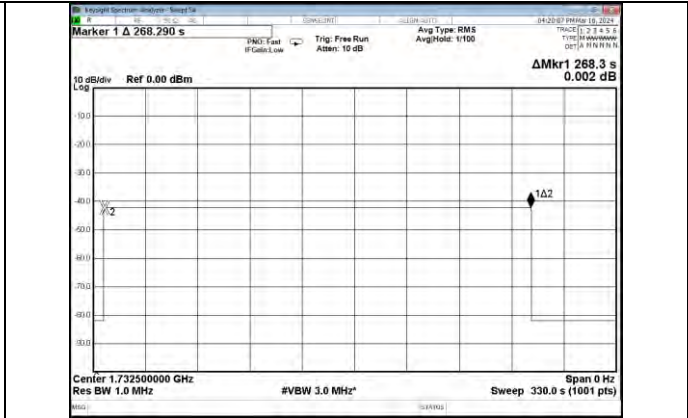 Keysight Spectrum Analyzer - Swept SA
Marker 1 Δ 268.290 s
PNO: Fast
IFGain:Low
Trig: Free Run
Atten: 10 dB
Avg Type: RMS
Avg|Hold: 1/100
04:20:07 PM Mar 16, 2024
TRACE 1 2 3 4 5 6
TYPE M WWWWW
DET A N N N N N
ΔMkr1 268.3 s
0.002 dB
10 dB/div Ref 0.00 dBm
Log
-10.0
-20.0
-30.0
-40.0
-50.0
-60.0
-70.0
-80.0
-90.0
2
1Δ2
Center 1.732500000 GHz
Span 0 Hz
Res BW 1.0 MHz
#VBW 3.0 MHz*
Sweep 330.0 s (1001 pts)
MSG
STATUS